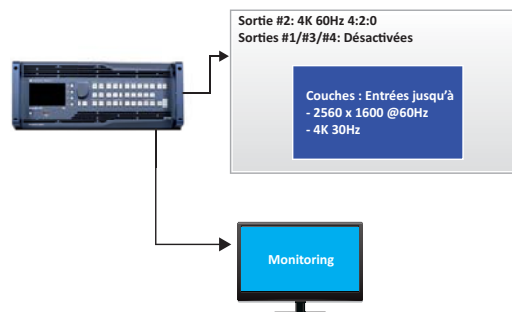 Sortie #2: 4K 60Hz 4:2:0
Sorties #1/#3/#4: Désactivées
Couches : Entrées jusqu'à
- 2560 x 1600 @60Hz
- 4K 30Hz
Monitoring